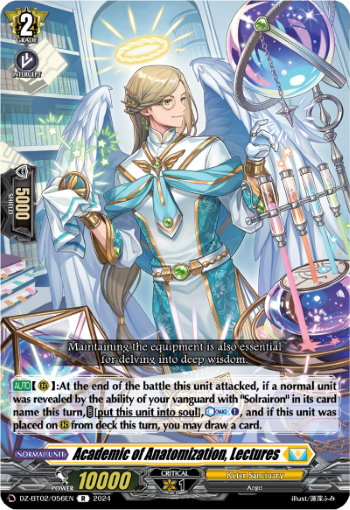 2
GRADE
INTERCEPT
5000
SHIELD
Maintaining the equipment is also essential
for delving into deep wisdom.
AUTO【 】:At the end of the battle this unit attacked, if a normal unit
was revealed by the ability of your vanguard with "Solrairon" in its card
name this turn, [put this unit into soul], , and if this unit was
placed on from deck this turn, you may draw a card.
NORMAL UNIT Academic of Anatomization, Lectures
POWER 10000 CRITICAL 1 Keter Sanctuary
Angel
DZ-BT02/056EN R 2024 illust/波深ふみ